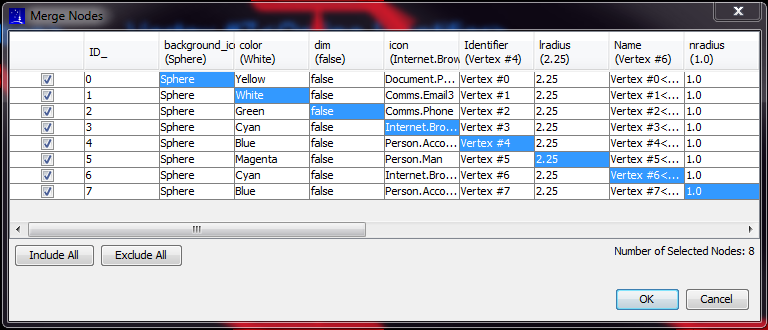 Merge Nodes
ID_ background_ico color dim icon Identifier lradius Name nradius
(Sphere) (White) (false) (Internet.Brow (Vertex #4) (2.25) (Vertex #6) (1.0)
0 Sphere Yellow false Document.P... Vertex #0 2.25 Vertex #0<... 1.0
1 Sphere White false Comms.Email3 Vertex #1 2.25 Vertex #1<... 1.0
2 Sphere Green false Comms.Phone Vertex #2 2.25 Vertex #2<... 1.0
3 Sphere Cyan false Internet.Bro... Vertex #3 2.25 Vertex #3<... 1.0
4 Sphere Blue false Person.Acco... Vertex #4 2.25 Vertex #4<... 1.0
5 Sphere Magenta false Person.Man Vertex #5 2.25 Vertex #5<... 1.0
6 Sphere Cyan false Internet.Bro... Vertex #6 2.25 Vertex #6<... 1.0
7 Sphere Blue false Person.Acco... Vertex #7 2.25 Vertex #7<... 1.0
Include All Exclude All Number of Selected Nodes: 8
OK Cancel